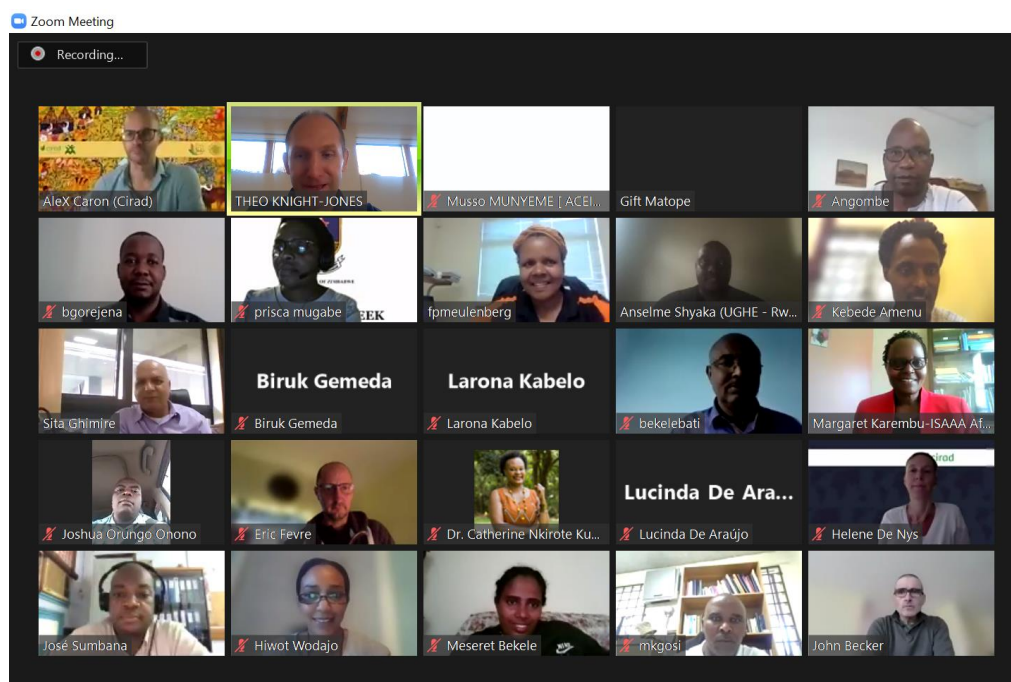 Zoom Meeting
Recording...
AleX Caron (Cirad)
THEO KNIGHT-JONES
Musso MUNYEME [ ACEI...
Gift Matope
Angombe
bgorejena
OF ZIMBABWE
EEK
prisca mugabe
fpmeulenberg
Anselme Shyaka (UGHE - Rw...
Kebede Amenu
Sita Ghimire
Biruk Gemeda
Biruk Gemeda
Larona Kabelo
Larona Kabelo
bekelebati
Margaret Karembu-ISAAA Af...
Joshua Orungo Onono
Eric Fevre
Dr. Catherine Nkirote Ku...
Lucinda De Ara...
Lucinda De Araújo
cirad
Helene De Nys
José Sumbana
Hiwot Wodajo
Meseret Bekele
mkgosi
John Becker